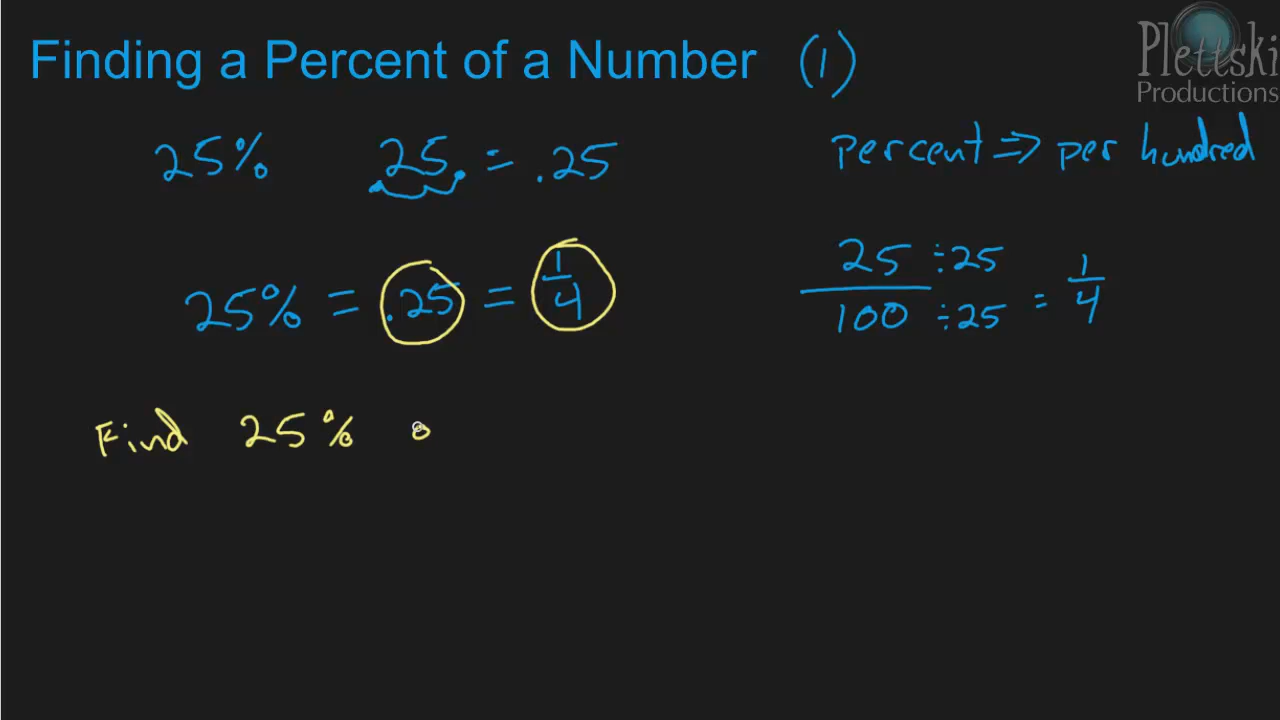 Finding a Percent of a Number (1)
Plettski
Productions
25% 25. = .25
percent => per hundred
25% = .25 = 1/4
25 ÷25
100 ÷25 = 1/4
Find 25% o